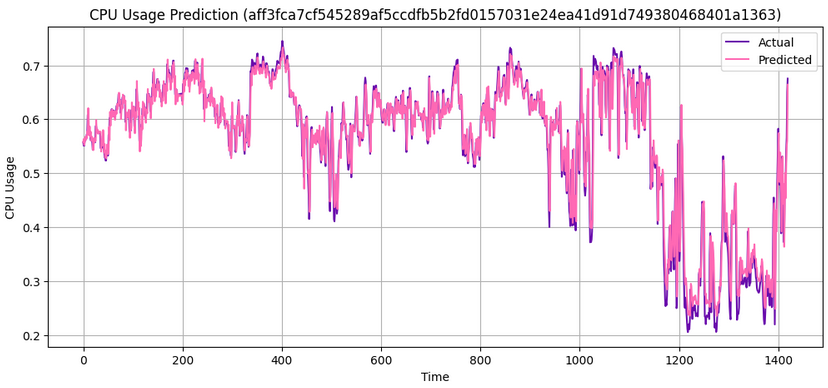 CPU Usage Prediction (aff3fca7cf545289af5ccdfb5b2fd0157031e24ea41d91d749380468401a1363)
Actual
Predicted
CPU Usage
0.7
0.6
0.5
0.4
0.3
0.2
0 200 400 600 800 1000 1200 1400
Time